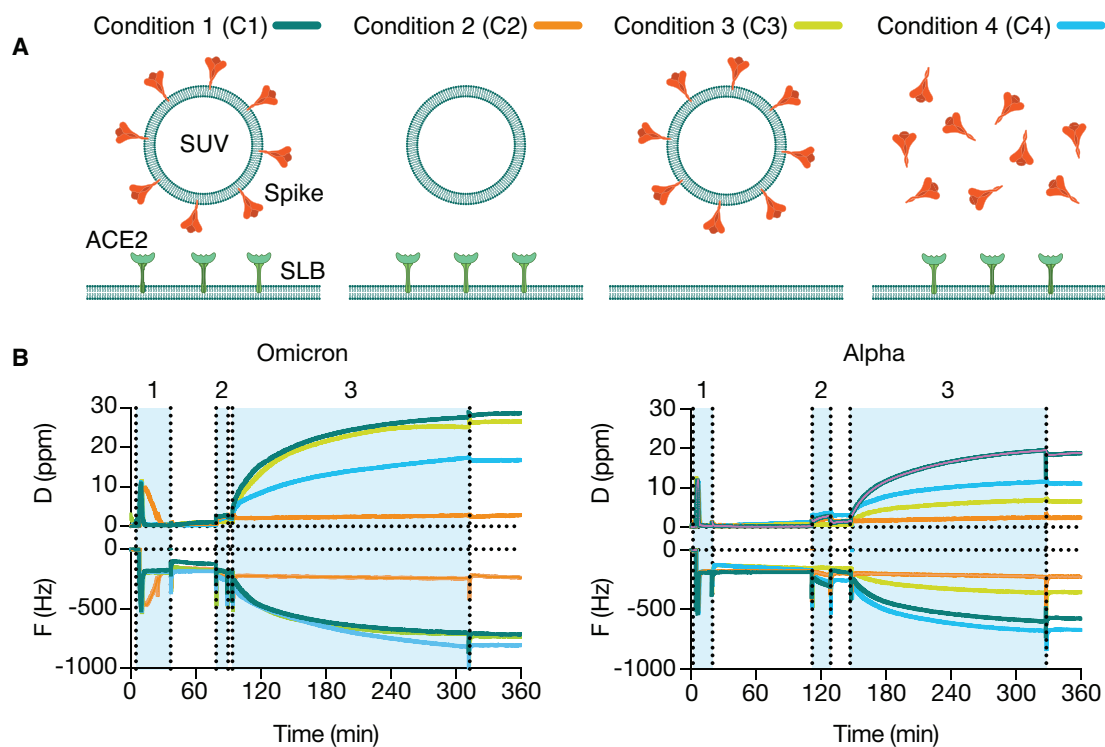 Condition 1 (C1) Condition 2 (C2) Condition 3 (C3) Condition 4 (C4)
A
SUV
Spike
ACE2
SLB
B
Omicron
1 2 3
30
20
10
0
D (ppm)
0
-500
-1000
F (Hz)
0 60 120 180 240 300 360
Time (min)
Alpha
1 2 3
30
20
10
0
D (ppm)
0
-500
-1000
F (Hz)
0 60 120 180 240 300 360
Time (min)